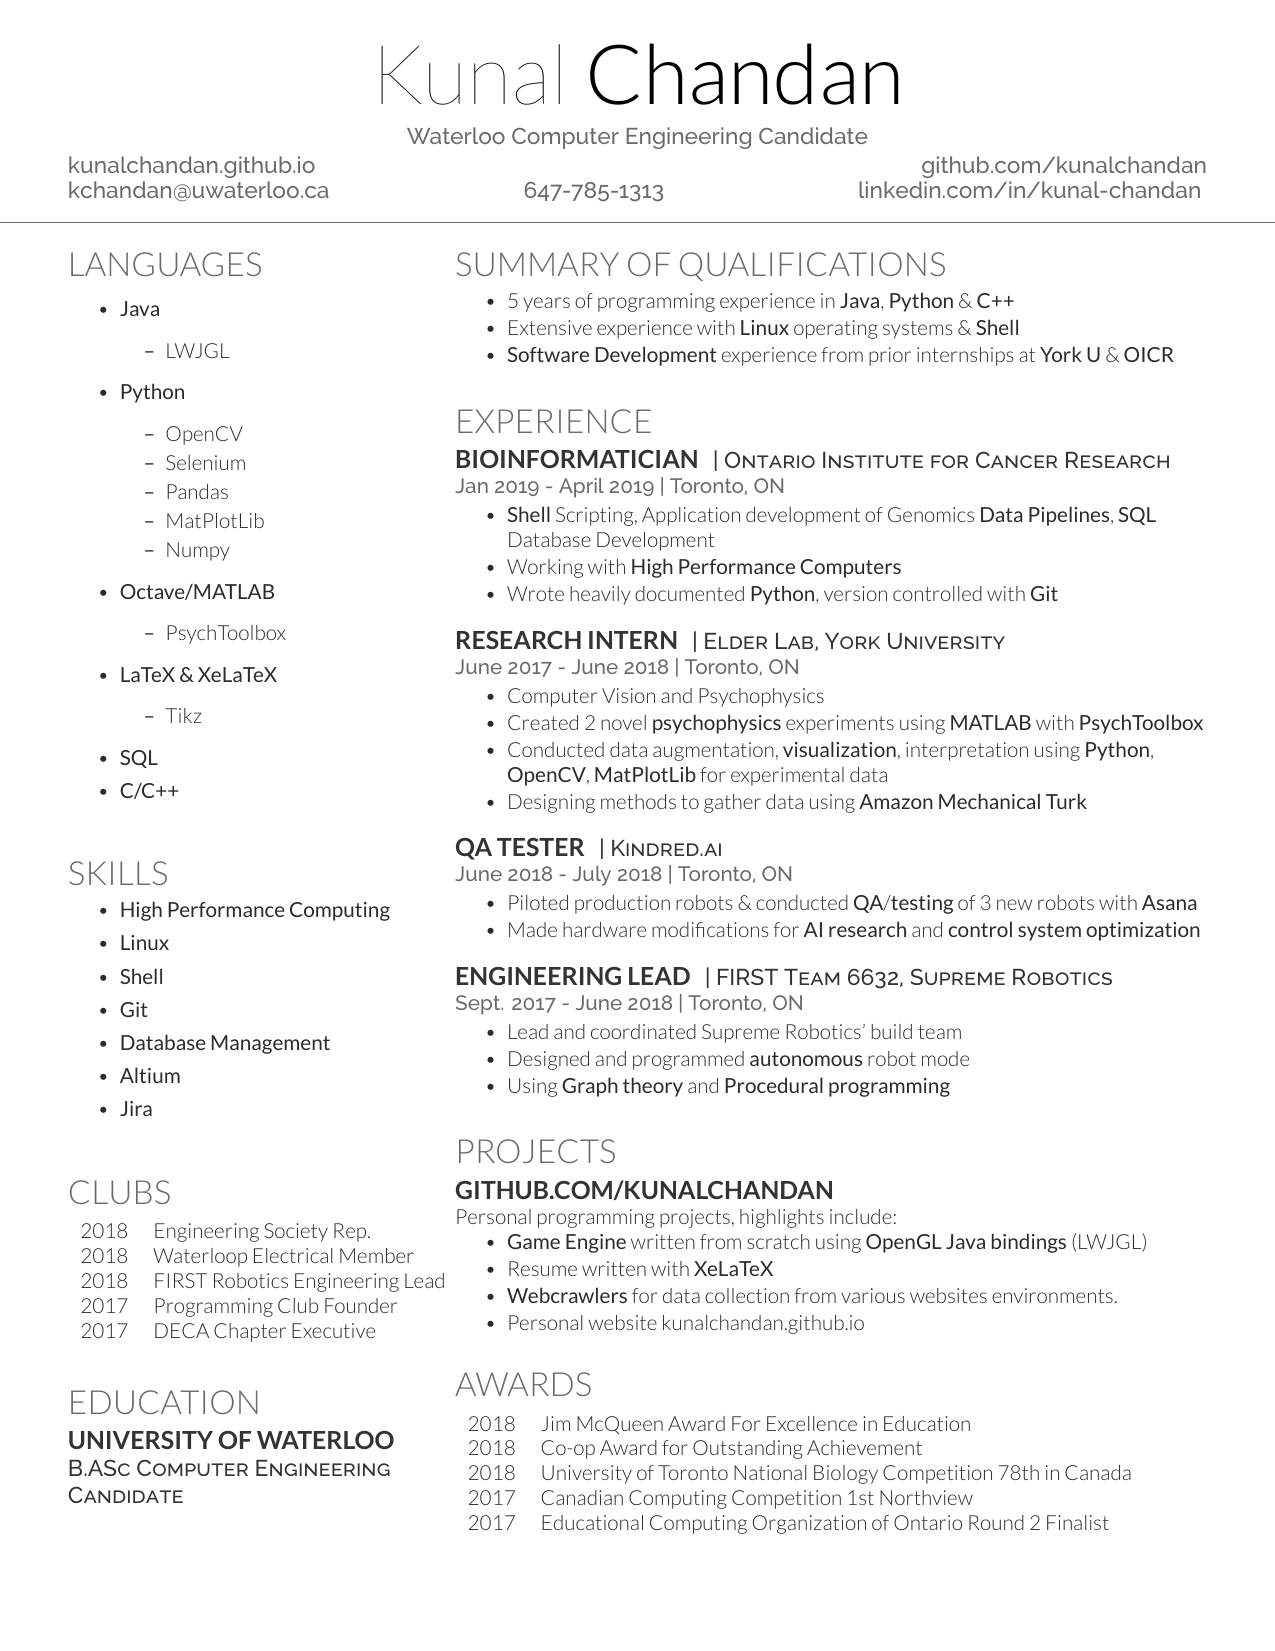 Kunal Chandan
Waterloo Computer Engineering Candidate
kunalchandan.github.io
github.com/kunalchandan
kchandan@uwaterloo.ca
647-785-1313
linkedin.com/in/kunal-chandan
LANGUAGES
• Java
– LWJGL
• Python
– OpenCV
– Selenium
– Pandas
– MatPlotLib
– Numpy
• Octave/MATLAB
– PsychToolbox
• LaTeX & XeLaTeX
– Tikz
• SQL
• C/C++
SKILLS
• High Performance Computing
• Linux
• Shell
• Git
• Database Management
• Altium
• Jira
CLUBS
2018 Engineering Society Rep.
2018 Waterloop Electrical Member
2018 FIRST Robotics Engineering Lead
2017 Programming Club Founder
2017 DECA Chapter Executive
EDUCATION
UNIVERSITY OF WATERLOO
B.ASc Computer Engineering
Candidate
SUMMARY OF QUALIFICATIONS
• 5 years of programming experience in Java, Python & C++
• Extensive experience with Linux operating systems & Shell
• Software Development experience from prior internships at York U & OICR
EXPERIENCE
BIOINFORMATICIAN | Ontario Institute for Cancer Research
Jan 2019 - April 2019 | Toronto, ON
• Shell Scripting, Application development of Genomics Data Pipelines, SQL
Database Development
• Working with High Performance Computers
• Wrote heavily documented Python, version controlled with Git
RESEARCH INTERN | Elder Lab, York University
June 2017 - June 2018 | Toronto, ON
• Computer Vision and Psychophysics
• Created 2 novel psychophysics experiments using MATLAB with PsychToolbox
• Conducted data augmentation, visualization, interpretation using Python,
OpenCV, MatPlotLib for experimental data
• Designing methods to gather data using Amazon Mechanical Turk
QA TESTER | Kindred.ai
June 2018 - July 2018 | Toronto, ON
• Piloted production robots & conducted QA/testing of 3 new robots with Asana
• Made hardware modifications for AI research and control system optimization
ENGINEERING LEAD | FIRST Team 6632, Supreme Robotics
Sept. 2017 - June 2018 | Toronto, ON
• Lead and coordinated Supreme Robotics’ build team
• Designed and programmed autonomous robot mode
• Using Graph theory and Procedural programming
PROJECTS
GITHUB.COM/KUNALCHANDAN
Personal programming projects, highlights include:
• Game Engine written from scratch using OpenGL Java bindings (LWJGL)
• Resume written with XeLaTeX
• Webcrawlers for data collection from various websites environments.
• Personal website kunalchandan.github.io
AWARDS
2018 Jim McQueen Award For Excellence in Education
2018 Co-op Award for Outstanding Achievement
2018 University of Toronto National Biology Competition 78th in Canada
2017 Canadian Computing Competition 1st Northview
2017 Educational Computing Organization of Ontario Round 2 Finalist